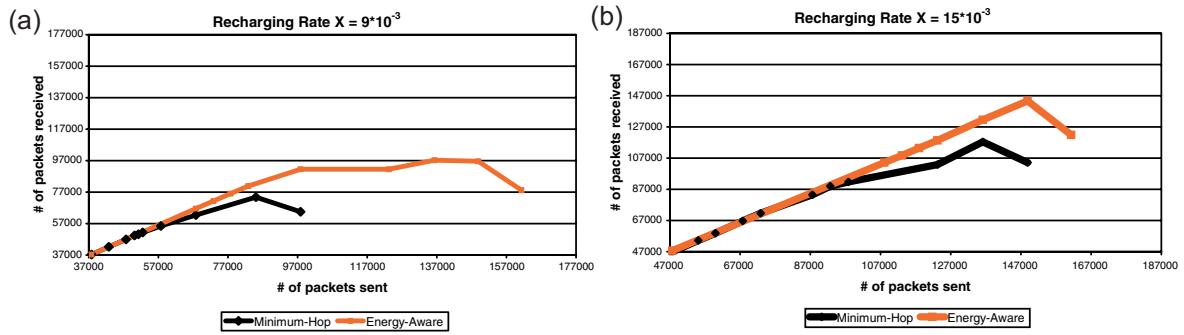 (a)
Recharging Rate X = 9*10-3
# of packets received
177000
157000
137000
117000
97000
77000
57000
37000
37000 57000 77000 97000 117000 137000 157000 177000
# of packets sent
Minimum-Hop Energy-Aware
(b)
Recharging Rate X = 15*10-3
# of packets received
187000
167000
147000
127000
107000
87000
67000
47000
47000 67000 87000 107000 127000 147000 167000 187000
# of packets sent
Minimum-Hop Energy-Aware